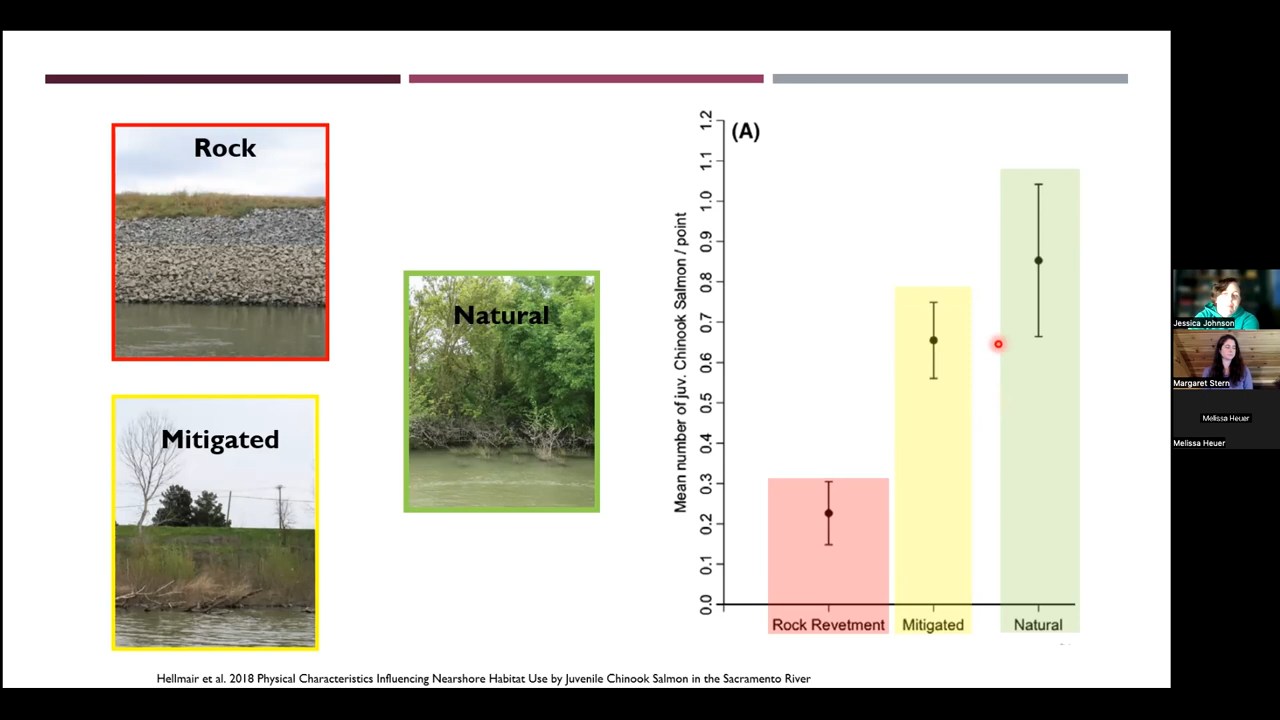 Rock
Mitigated
Natural
(A)
Mean number of juv. Chinook Salmon / point
1.2
1.1
1.0
0.9
0.8
0.7
0.6
0.5
0.4
0.3
0.2
0.1
0.0
Rock Revetment
Mitigated
Natural
Hellmair et al. 2018 Physical Characteristics Influencing Nearshore Habitat Use by Juvenile Chinook Salmon in the Sacramento River
Jessica Johnson
Margaret Stern
Melissa Heuer
Melissa Heuer